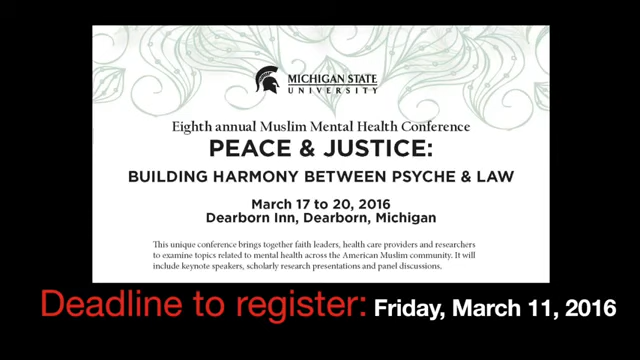 MICHIGAN STATE
UNIVERSITY
Eighth annual Muslim Mental Health Conference
PEACE & JUSTICE:
BUILDING HARMONY BETWEEN PSYCHE & LAW
March 17 to 20, 2016
Dearborn Inn, Dearborn, Michigan
This unique conference brings together faith leaders, health care providers and researchers
to examine topics related to mental health across the American Muslim community. It will
include keynote speakers, scholarly research presentations and panel discussions.
Deadline to register: Friday, March 11, 2016